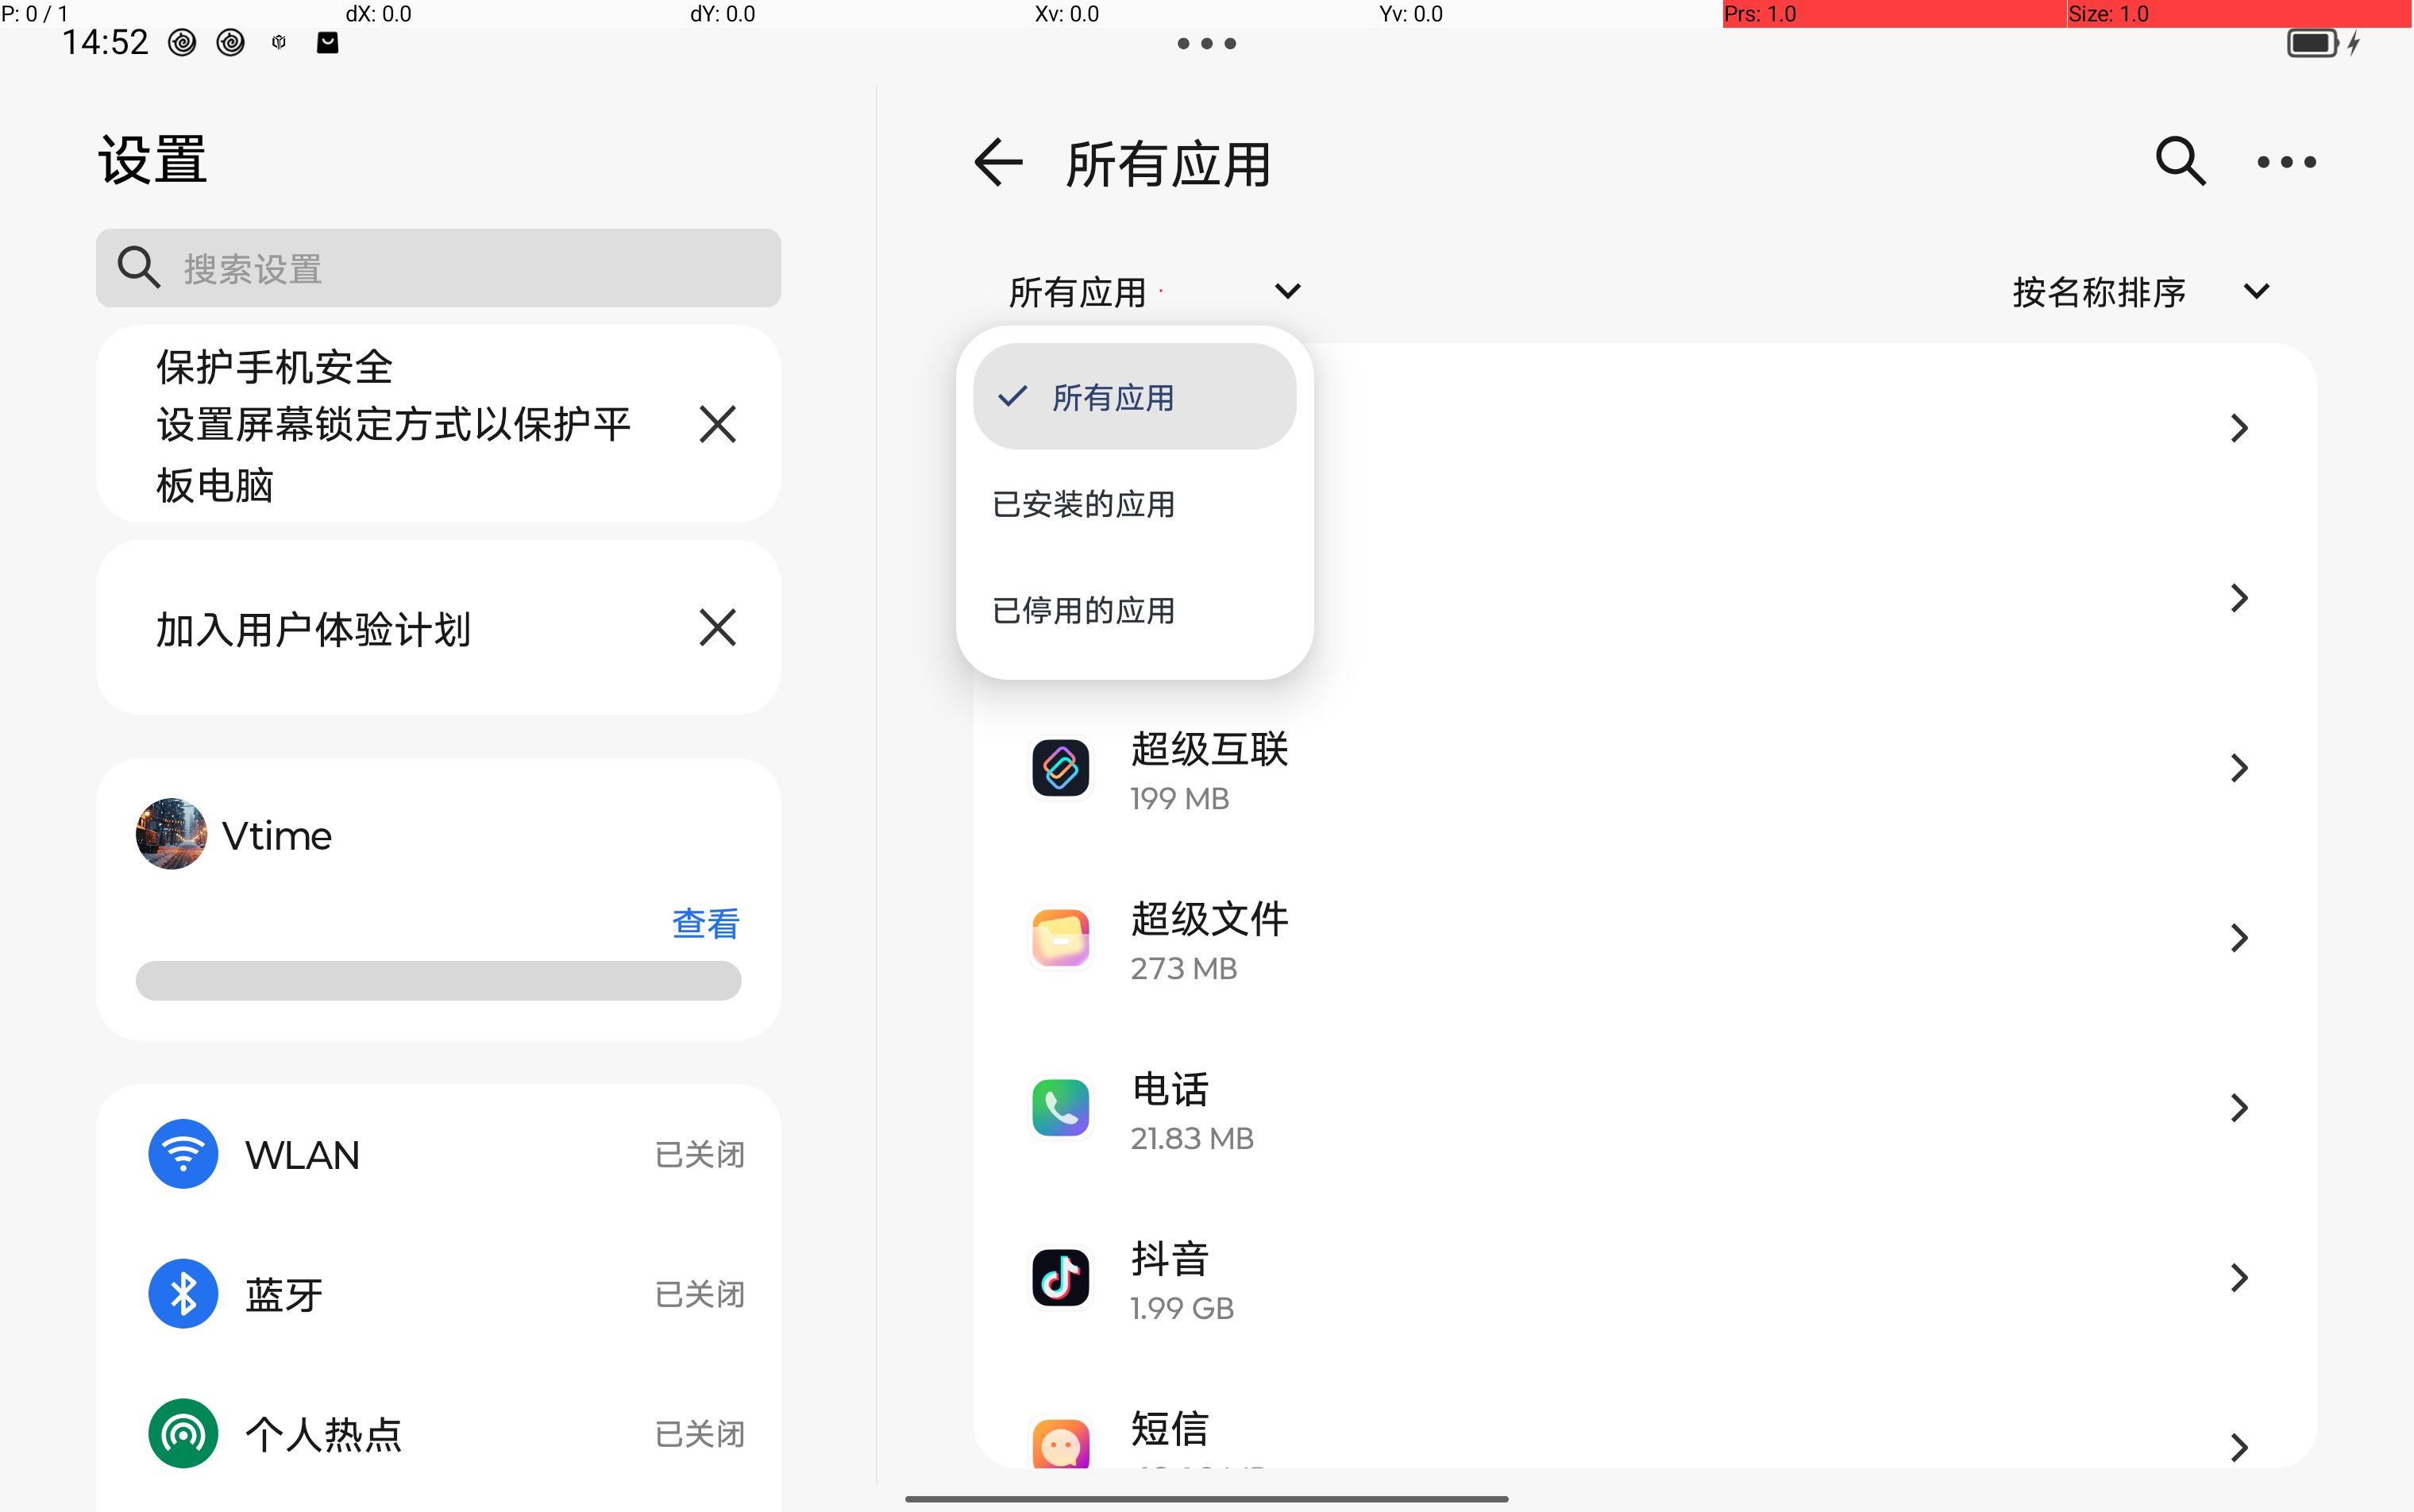 P: 0 / 1
dX: 0.0
dY: 0.0
Xv: 0.0
Yv: 0.0
Prs: 1.0
Size: 1.0
14:52
设置
搜索设置
保护手机安全
设置屏幕锁定方式以保护平
板电脑
加入用户体验计划
Vtime
查看
WLAN
已关闭
蓝牙
已关闭
个人热点
已关闭
所有应用
所有应用
按名称排序
所有应用
已安装的应用
已停用的应用
超级互联
199 MB
超级文件
273 MB
电话
21.83 MB
抖音
1.99 GB
短信